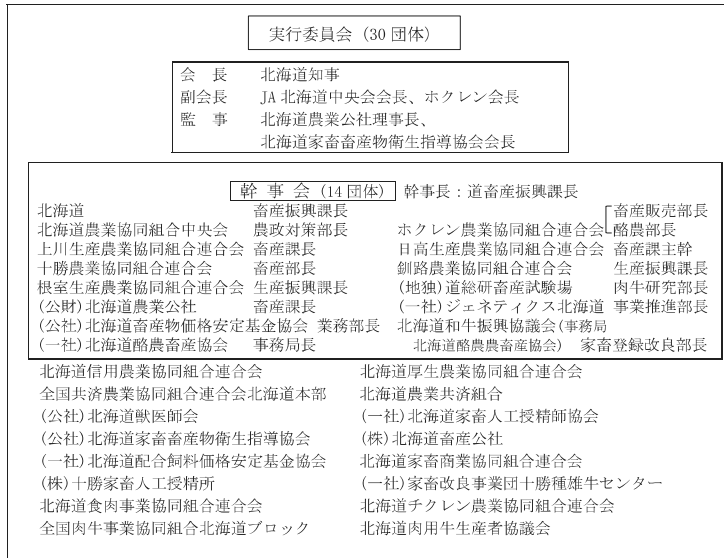 実行委員会（30団体）
会　長　　北海道知事
副会長　　JA北海道中央会会長、ホクレン会長
監　事　　北海道農業公社理事長、
北海道家畜畜産物衛生指導協会会長
幹　事　会（14団体）　幹事長：道畜産振興課長
北海道　　畜産振興課長　　畜産販売部長
北海道農業協同組合中央会　　農政対策部長　　ホクレン農業協同組合連合会　　酪農部長
上川生産農業協同組合連合会　　畜産課長　　日高生産農業協同組合連合会　　畜産課主幹
十勝農業協同組合連合会　　畜産部長　　釧路農業協同組合連合会　　生産振興課長
根室生産農業協同組合連合会　　生産振興課長　　(地独)道総研畜産試験場　　肉牛研究部長
(公財)北海道農業公社　　畜産課長　　(一社)ジェネティクス北海道　　事業推進部長
(公社)北海道畜産物価格安定基金協会　業務部長　　北海道和牛振興協議会(事務局
(一社)北海道酪農畜産協会　　事務局長　　北海道酪農農畜産協会)　　家畜登録改良部長
北海道信用農業協同組合連合会　　北海道厚生農業協同組合連合会
全国共済農業協同組合連合会北海道本部　　北海道農業共済組合
(公社)北海道獣医師会　　(一社)北海道家畜人工授精師協会
(公社)北海道家畜畜産物衛生指導協会　　(株)北海道畜産公社
(一社)北海道配合飼料価格安定基金協会　　北海道家畜商業協同組合連合会
(株)十勝家畜人工授精所　　(一社)家畜改良事業団十勝種雄牛センター
北海道食肉事業協同組合連合会　　北海道チクレン農業協同組合連合会
全国肉牛事業協同組合北海道ブロック　　北海道肉用牛生産者協議会